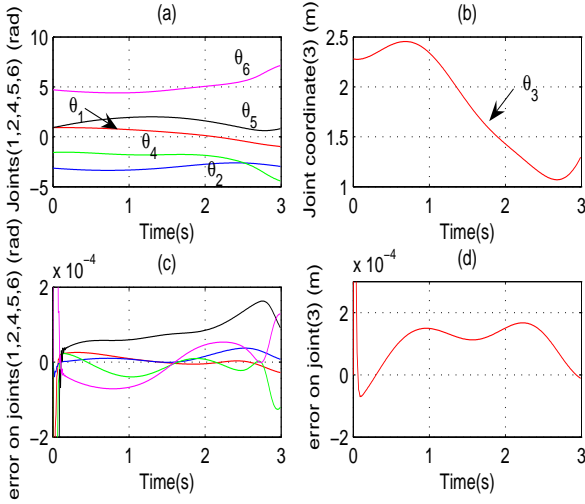 (a)
Joints(1,2,4,5,6) (rad)
10
5
0
−5
θ6
θ1
θ5
θ4
θ2
0 1 2 3
Time(s)
(b)
Joint coordinate(3) (m)
2.5
2
1.5
1
θ3
0 1 2 3
Time(s)
(c)
error on joints(1,2,4,5,6) (rad)
x 10−4
2
0
−2
0 1 2 3
Time(s)
(d)
error on joint(3) (m)
x 10−4
2
0
−2
0 1 2 3
Time(s)